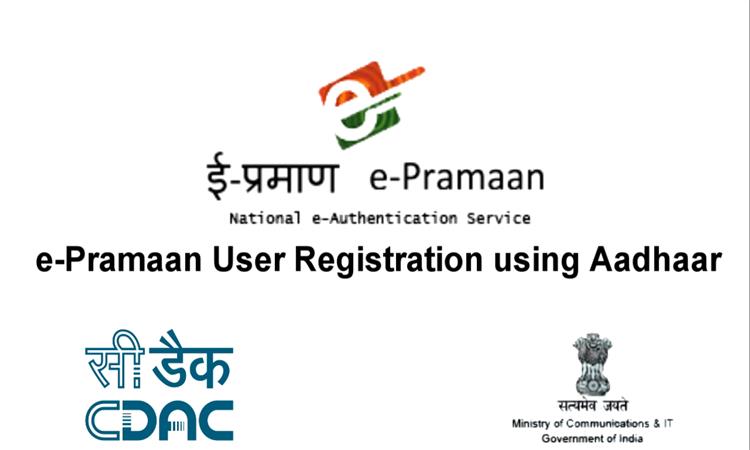 ई-प्रमाण e-Pramaan
National e-Authentication Service
e-Pramaan User Registration using Aadhaar
सी डैक
CDAC
सत्यमेव जयते
Ministry of Communications & IT
Government of India